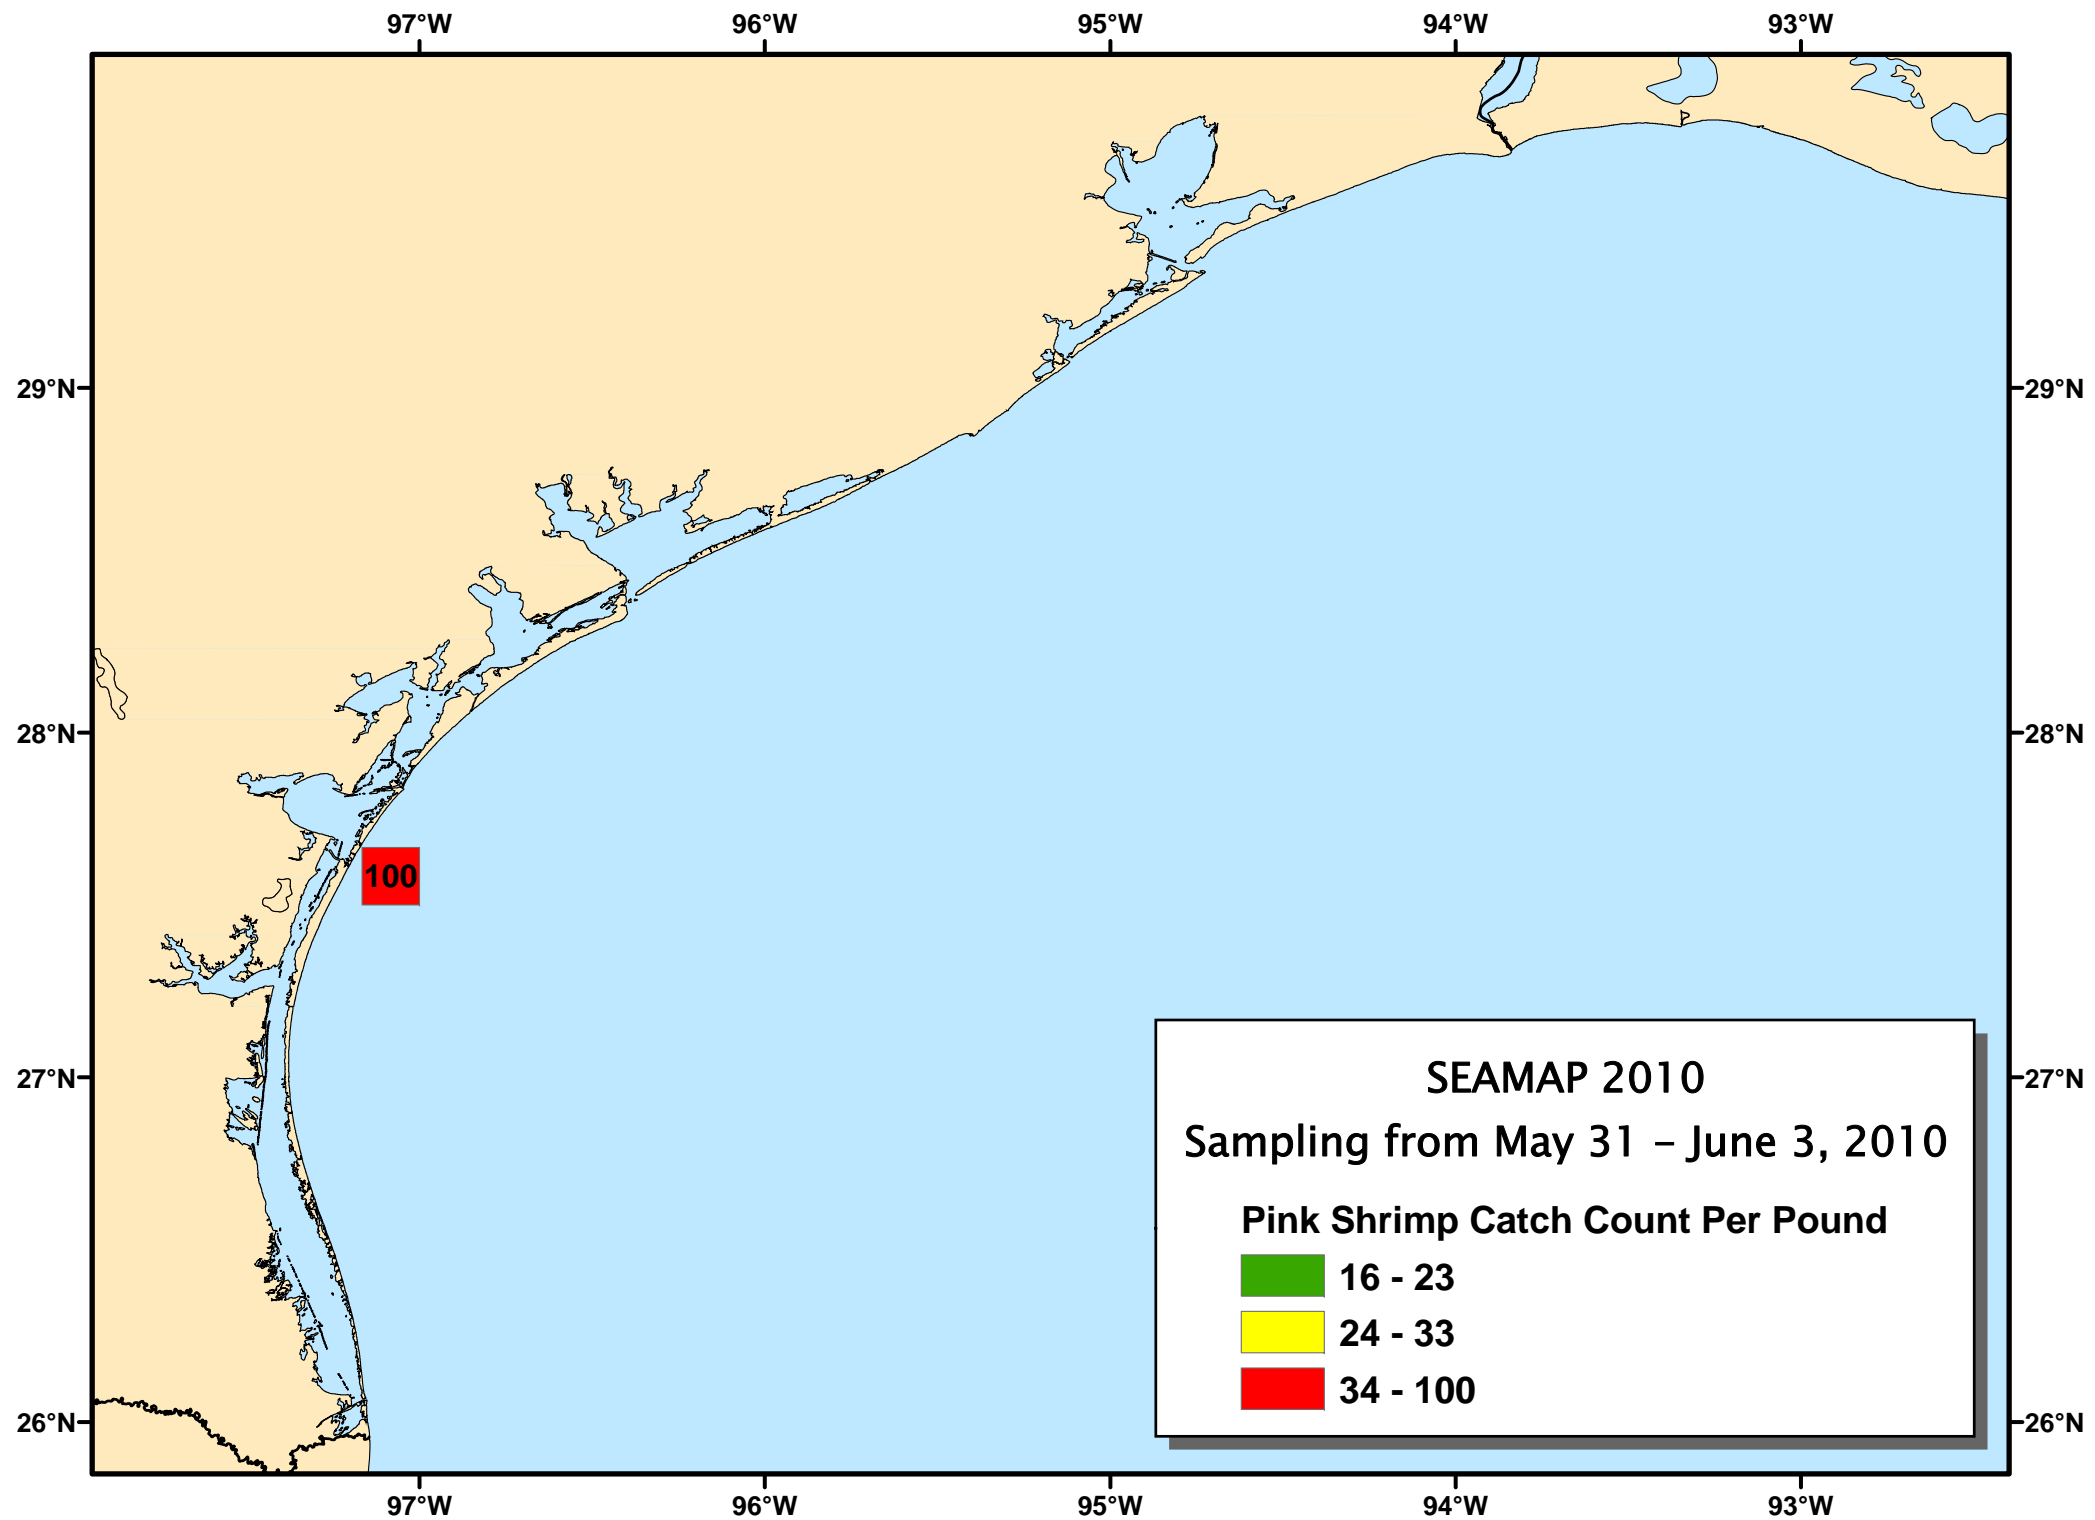 97°W 96°W 95°W 94°W 93°W
29°N 29°N
28°N 28°N
100
27°N 27°N
SEAMAP 2010
Sampling from May 31 – June 3, 2010
Pink Shrimp Catch Count Per Pound
16 - 23
24 - 33
34 - 100
26°N 26°N
97°W 96°W 95°W 94°W 93°W